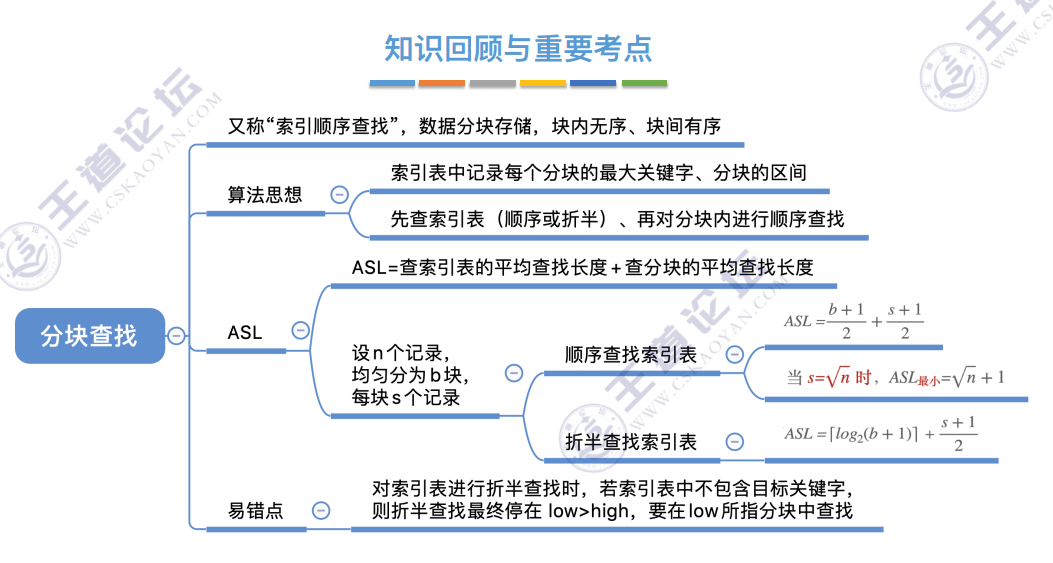 知识回顾与重要考点
又称“索引顺序查找”，数据分块存储，块内无序、块间有序
算法思想
索引表中记录每个分块的最大关键字、分块的区间
先查索引表（顺序或折半）、再对分块内进行顺序查找
分块查找
ASL
ASL=查索引表的平均查找长度+查分块的平均查找长度
设n个记录，
均匀分为b块，
每块s个记录
顺序查找索引表
ASL=\frac{b+1}{2}+\frac{s+1}{2}
当 s=\sqrt{n} 时，ASL最小=\sqrt{n}+1
折半查找索引表
ASL=⌈log₂(b+1)⌉+\frac{s+1}{2}
易错点
对索引表进行折半查找时，若索引表中不包含目标关键字，
则折半查找最终停在 low>high，要在low所指分块中查找
王道论坛
WWW.CSKAOYAN.COM
王道论坛
WWW.CSKAOYAN.COM